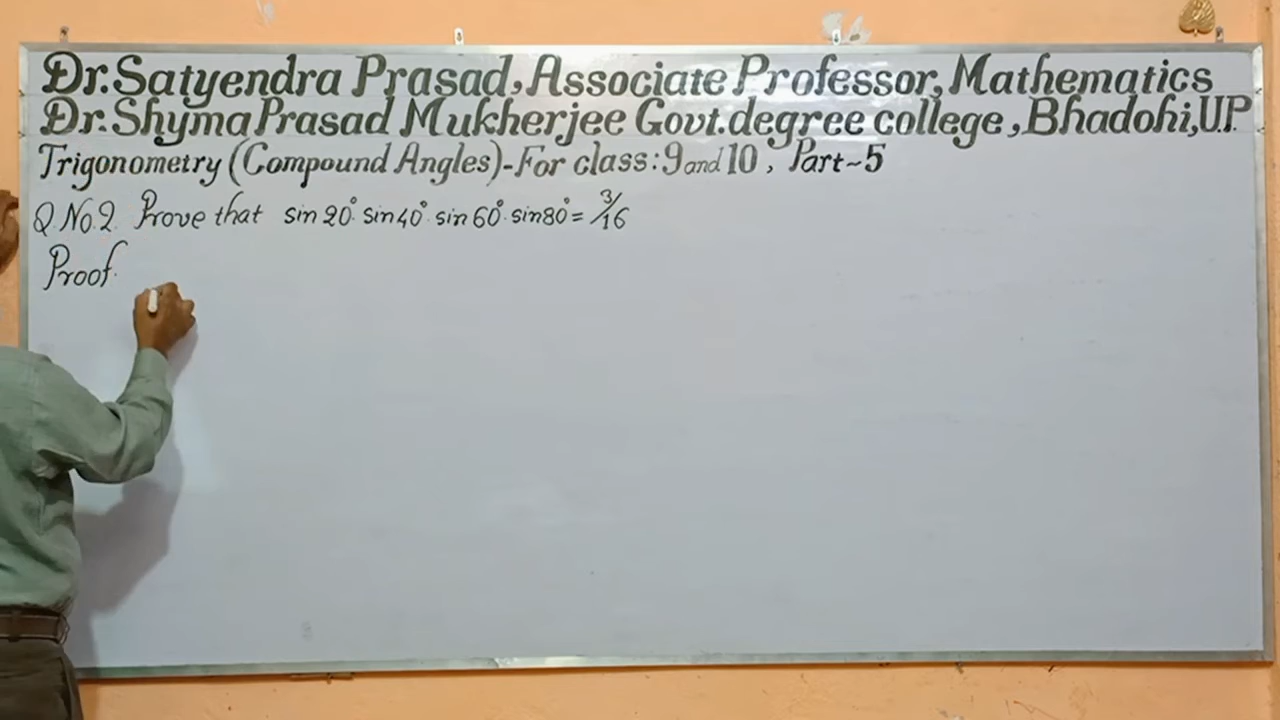 Dr. Satyendra Prasad, Associate Professor, Mathematics
Dr. Shyma Prasad Mukherjee Govt. degree college, Bhadohi, U.P.
Trigonometry (Compound Angles)-For class: 9 and 10, Part-5
Q.No.2. Prove that sin 20°. sin 40°. sin 60°. sin 80° = 3/16
Proof.